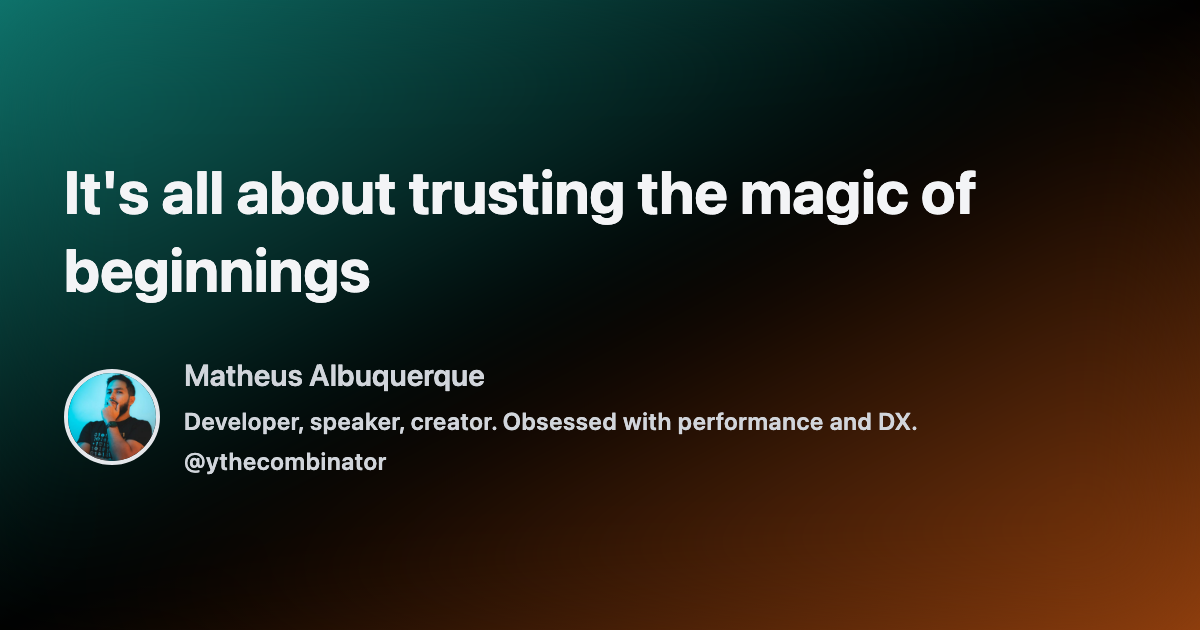 It's all about trusting the magic of
beginnings
Matheus Albuquerque
Developer, speaker, creator. Obsessed with performance and DX.
@ythecombinator